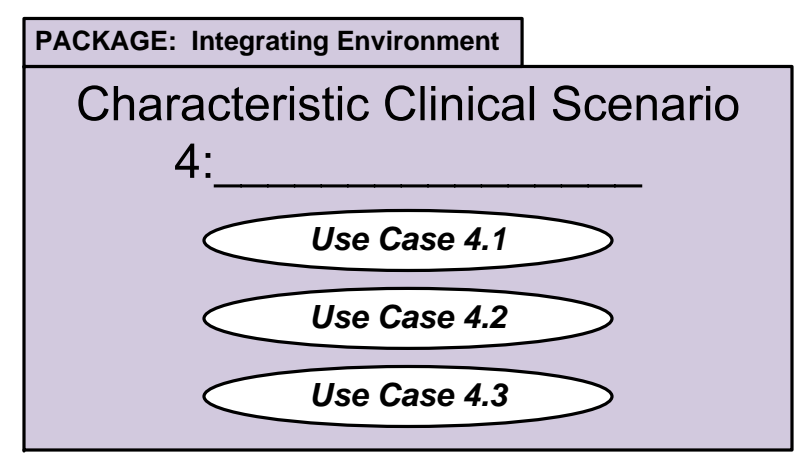 PACKAGE:  Integrating Environment
Characteristic Clinical Scenario
4:________________
Use Case 4.1
Use Case 4.2
Use Case 4.3